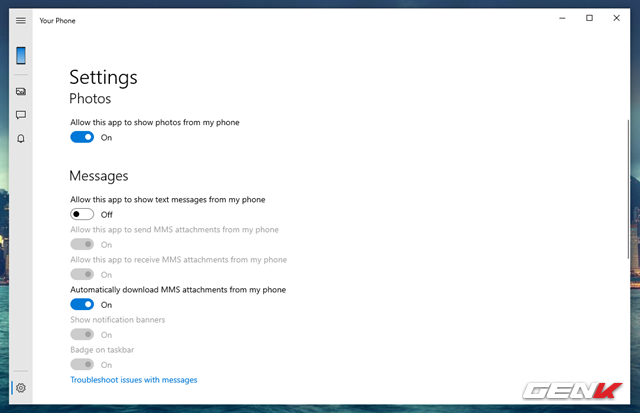 Your Phone
Settings
Photos
Allow this app to show photos from my phone
On
Messages
Allow this app to show text messages from my phone
Off
Allow this app to send MMS attachments from my phone
On
Allow this app to receive MMS attachments from my phone
On
Automatically download MMS attachments from my phone
On
Show notification banners
On
Badge on taskbar
On
Troubleshoot issues with messages
GENK